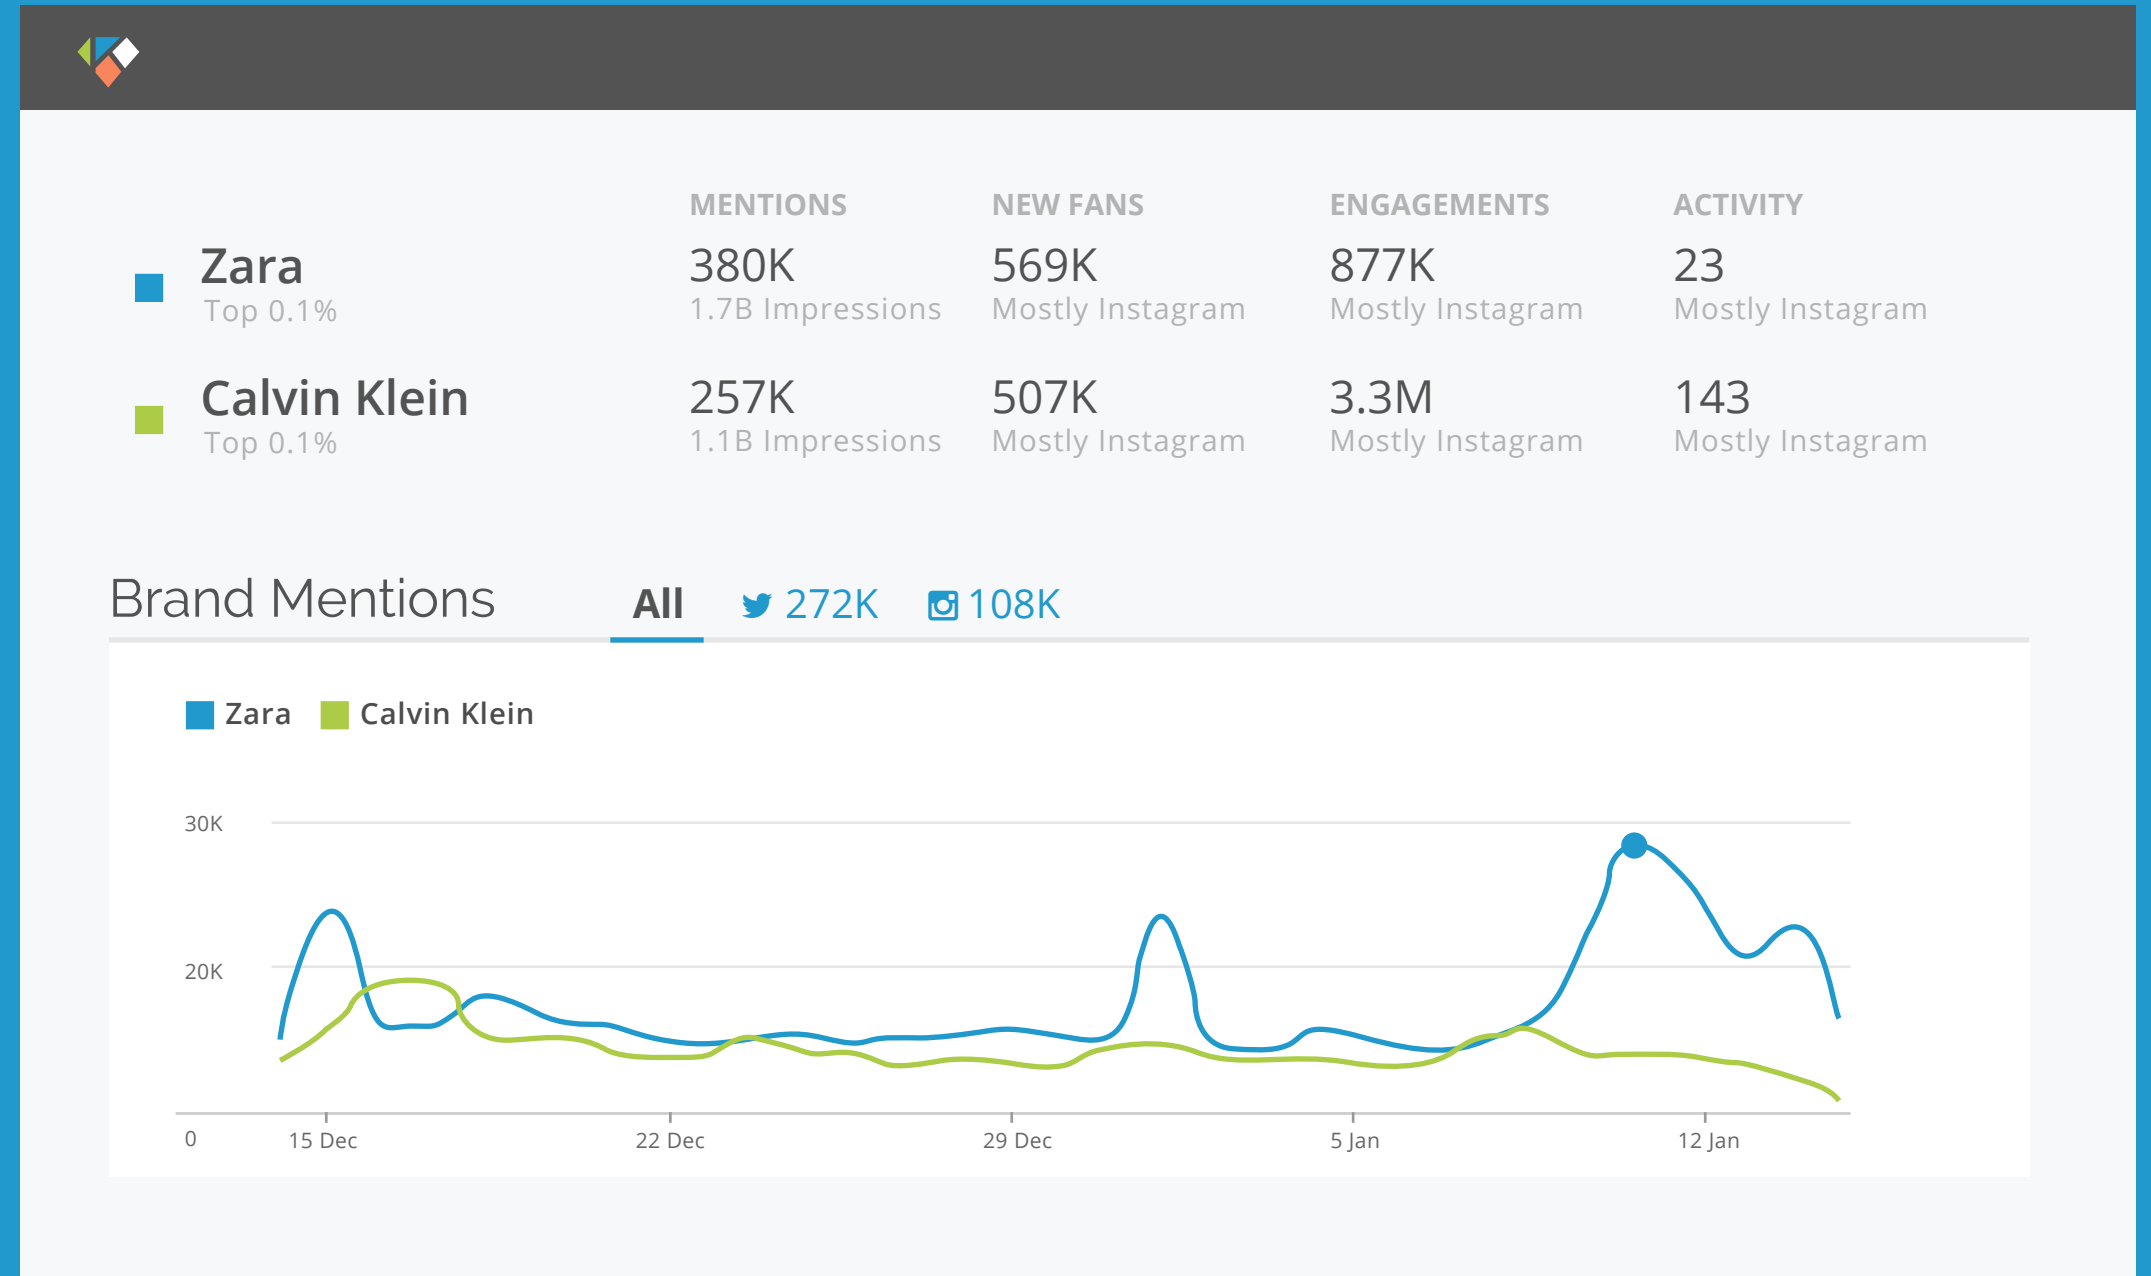 MENTIONS NEW FANS ENGAGEMENTS ACTIVITY
Zara 380K 569K 877K 23
Top 0.1% 1.7B Impressions Mostly Instagram Mostly Instagram Mostly Instagram
Calvin Klein 257K 507K 3.3M 143
Top 0.1% 1.1B Impressions Mostly Instagram Mostly Instagram Mostly Instagram
Brand Mentions All 272K 108K
Zara Calvin Klein
30K
20K
0 15 Dec 22 Dec 29 Dec 5 Jan 12 Jan